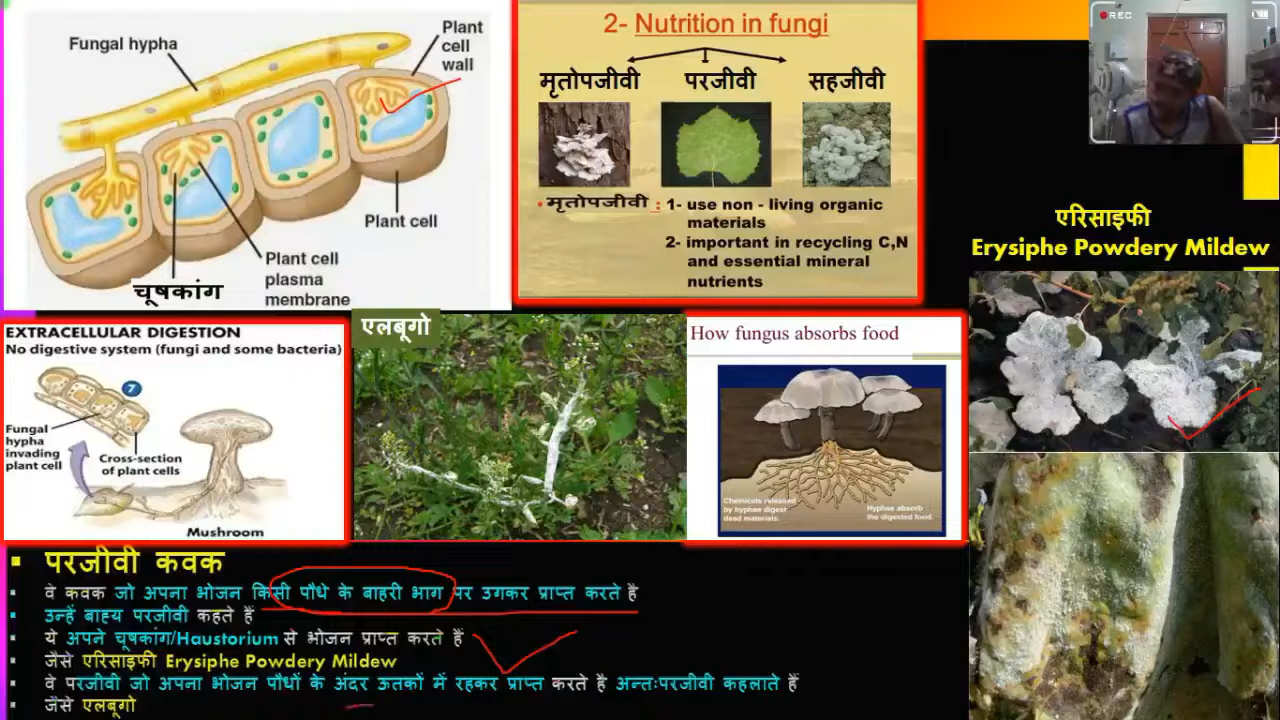 Fungal hypha
Plant
cell
wall
Plant cell
Plant cell
plasma
membrane
चूषकांग
2- Nutrition in fungi
मृतोपजीवी परजीवी सहजीवी
• मृतोपजीवी : 1- use non - living organic
materials
2- important in recycling C,N
and essential mineral
nutrients
REC
एरिसाइफी
Erysiphe Powdery Mildew
EXTRACELLULAR DIGESTION
No digestive system (fungi and some bacteria)
7
Fungal
hypha
invading
plant cell
Cross-section
of plant cells
Mushroom
एलबूगो
How fungus absorbs food
Chemicals released
by hyphae digest
dead materials.
Hyphae absorb
the digested food.
▪ परजीवी कवक
▪ वे कवक जो अपना भोजन किसी पौधे के बाहरी भाग पर उगकर प्राप्त करते है
▪ उन्हें बाह्य परजीवी कहते हैं
▪ ये अपने चूषकांग/Haustorium से भोजन प्राप्त करते हैं
▪ जैसे एरिसाइफी Erysiphe Powdery Mildew
▪ वे परजीवी जो अपना भोजन पौधों के अंदर ऊतकों में रहकर प्राप्त करते है अन्तःपरजीवी कहलाते हैं
▪ जैसे एलबूगो